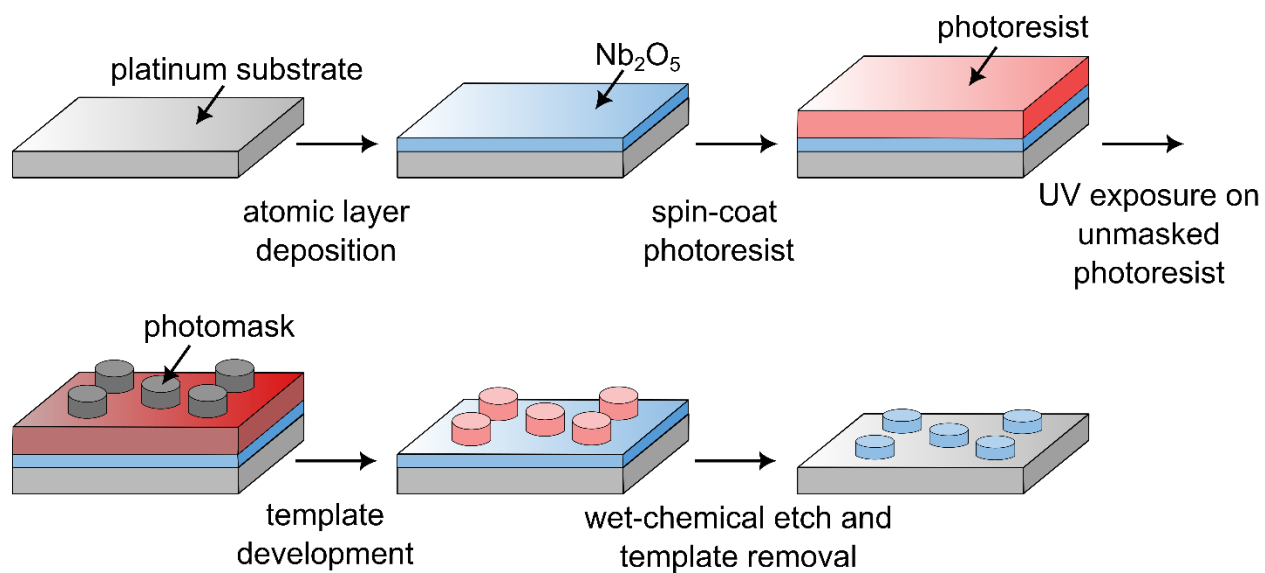 platinum substrate
Nb₂O₅
photoresist
atomic layer
deposition
spin-coat
photoresist
UV exposure on
unmasked
photoresist
photomask
template
development
wet-chemical etch and
template removal